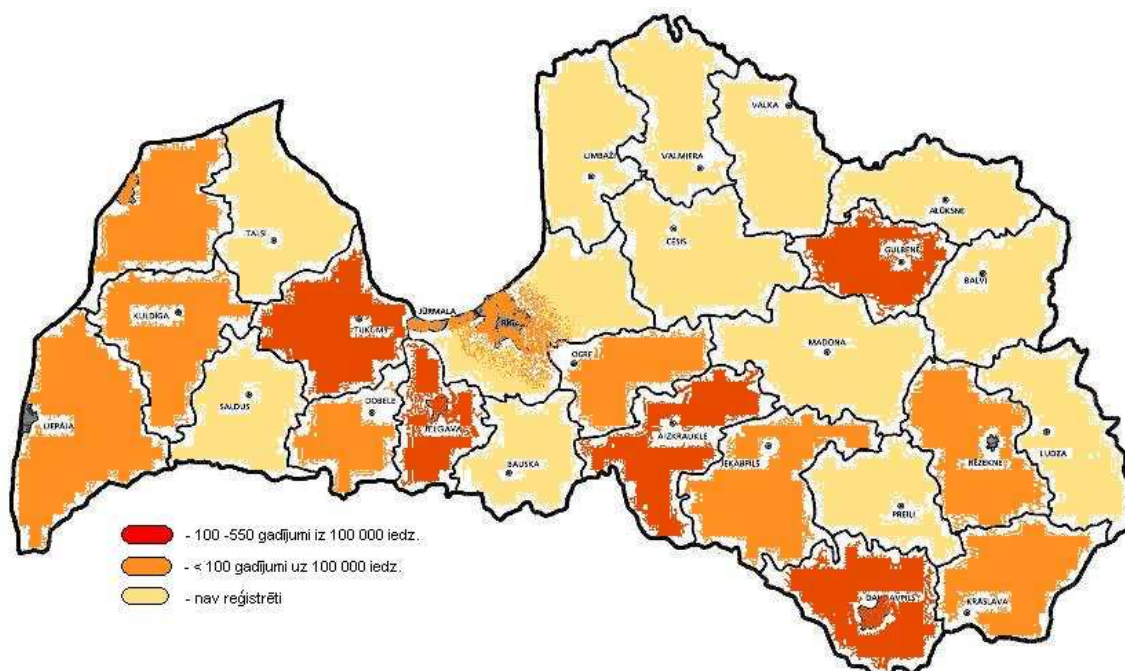 VALKA
LIMBAŽI
VALMIERA
ALŪKSNE
TALSI
CĒSIS
GULBENE
BALVI
KULDĪGA
TUKUMS
JŪRMALA
RĪGA
OGRE
MADONA
SALDUS
DOBELE
LIEPĀJA
JELGAVA
AIZKRAUKLE
JĒKABPILS
RĒZEKNE
LUDZA
BAUSKA
PREIĻI
- 100 -550 gadījumi iz 100 000 iedz.
- < 100 gadījumi uz 100 000 iedz.
- nav reģistrēti
DAUGAVPILS
KRĀSLAVA